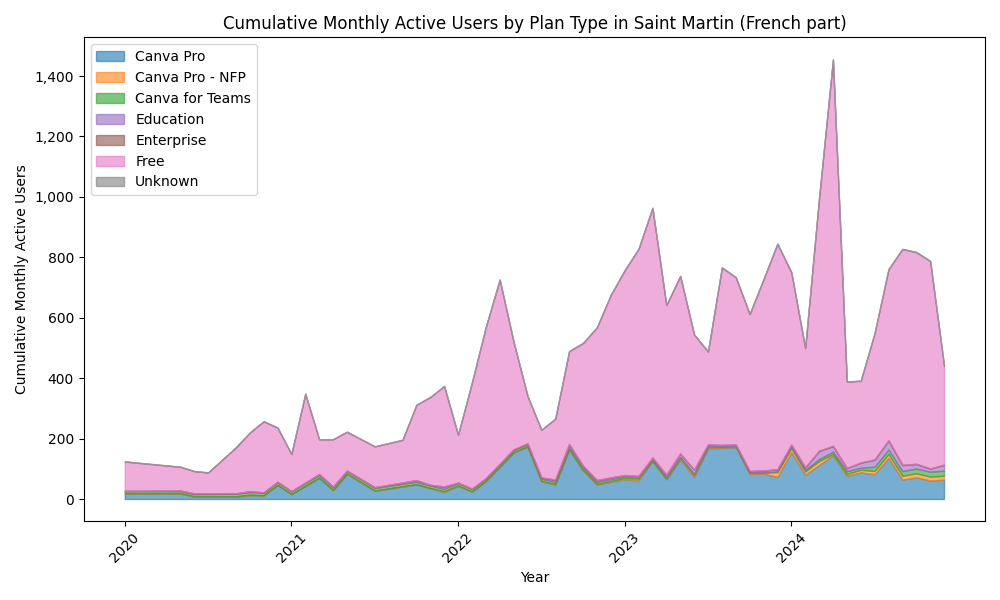 Cumulative Monthly Active Users by Plan Type in Saint Martin (French part)
Canva Pro
Canva Pro - NFP
Canva for Teams
Education
Enterprise
Free
Unknown
Cumulative Monthly Active Users
1,400
1,200
1,000
800
600
400
200
0
2020
2021
2022
2023
2024
Year